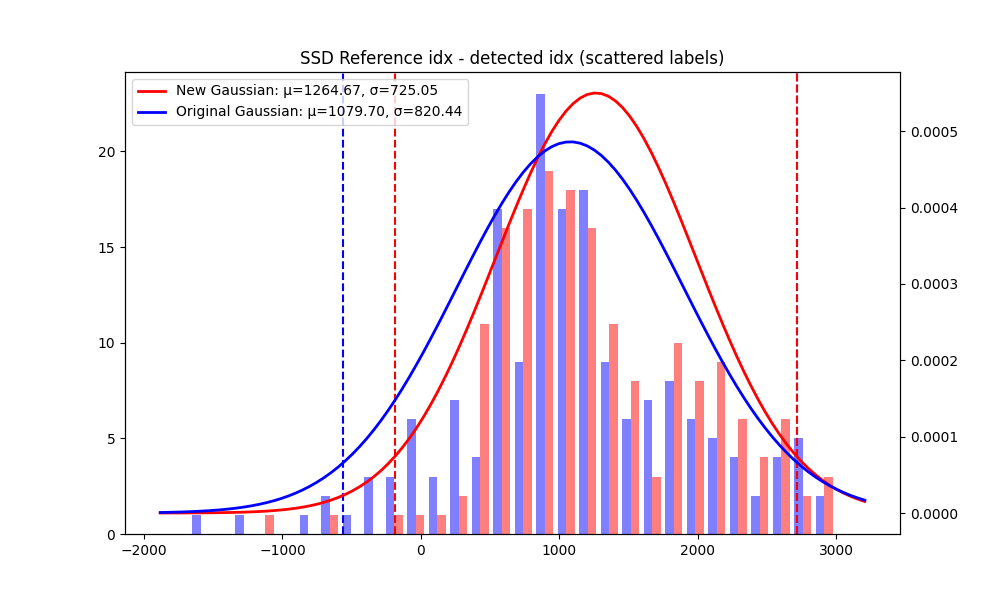 SSD Reference idx - detected idx (scattered labels)
New Gaussian: μ=1264.67, σ=725.05
Original Gaussian: μ=1079.70, σ=820.44
20
15
10
5
0
0.0005
0.0004
0.0003
0.0002
0.0001
0.0000
−2000 −1000 0 1000 2000 3000